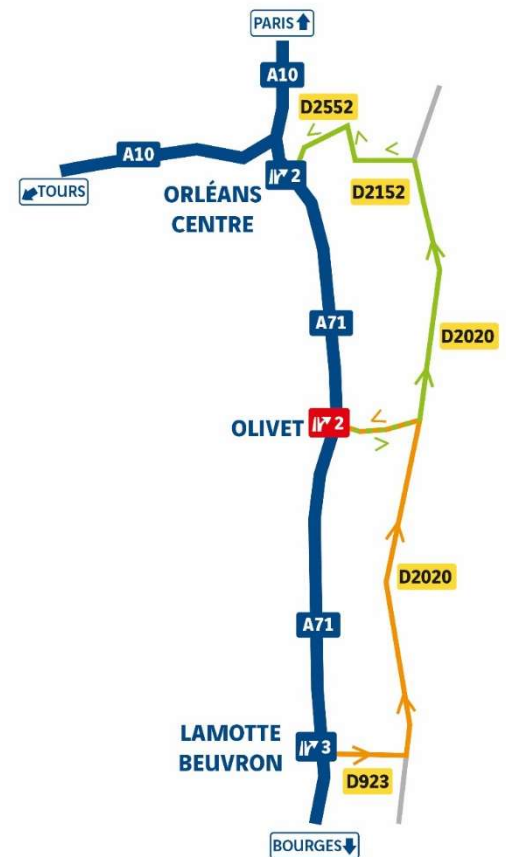 PARIS
A10
D2552
A10
TOURS
2
ORLÉANS
CENTRE
D2152
A71
D2020
OLIVET
2
D2020
A71
LAMOTTE
BEUVRON
3
D923
BOURGES